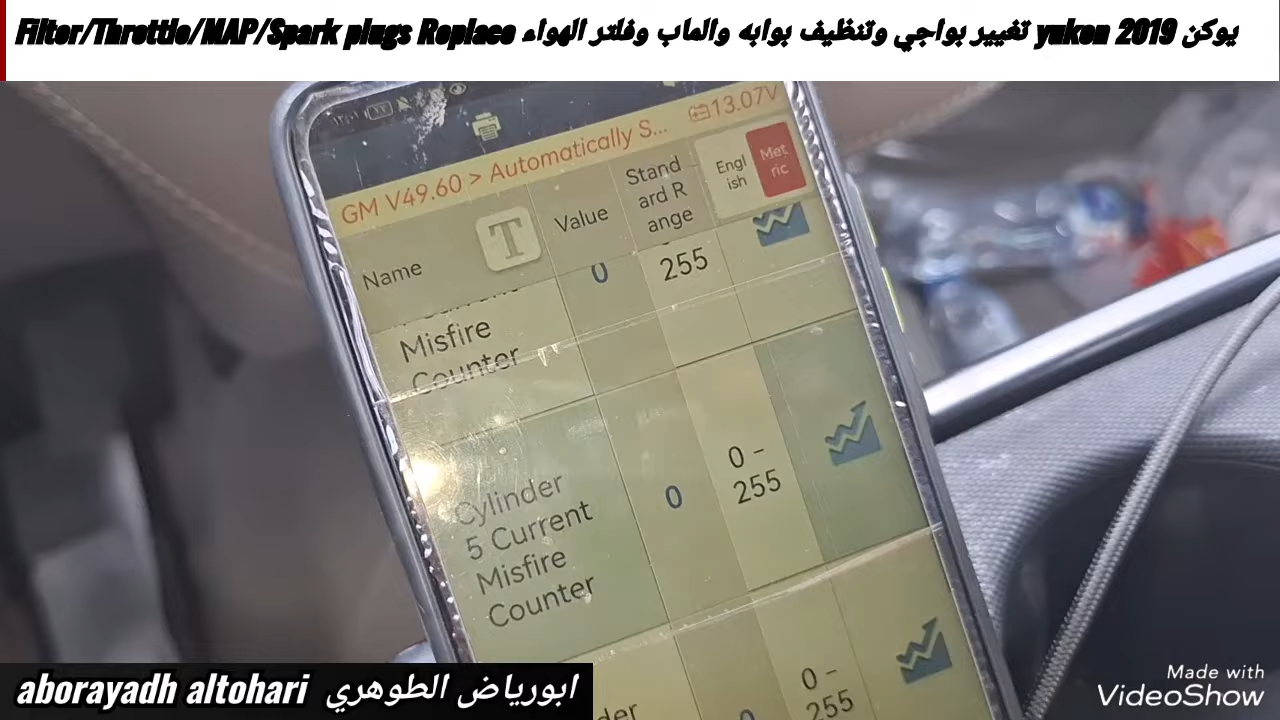 Filter/Throttle/MAP/Spark plugs Replace يوكن 2019 yukon تغيير بواجي وتنظيف بوابه والماب وفلتر الهواء
13.07V
GM V49.60 > Automatically S...
Name
T
Value
Stand
ard R
ange
Engl
ish
Met
ric
0
255
Misfire
Counter
Cylinder
5 Current
Misfire
Counter
0
0 -
255
0 -
255
aborayadh altohari ابورياض الطوهري
Made with
VideoShow